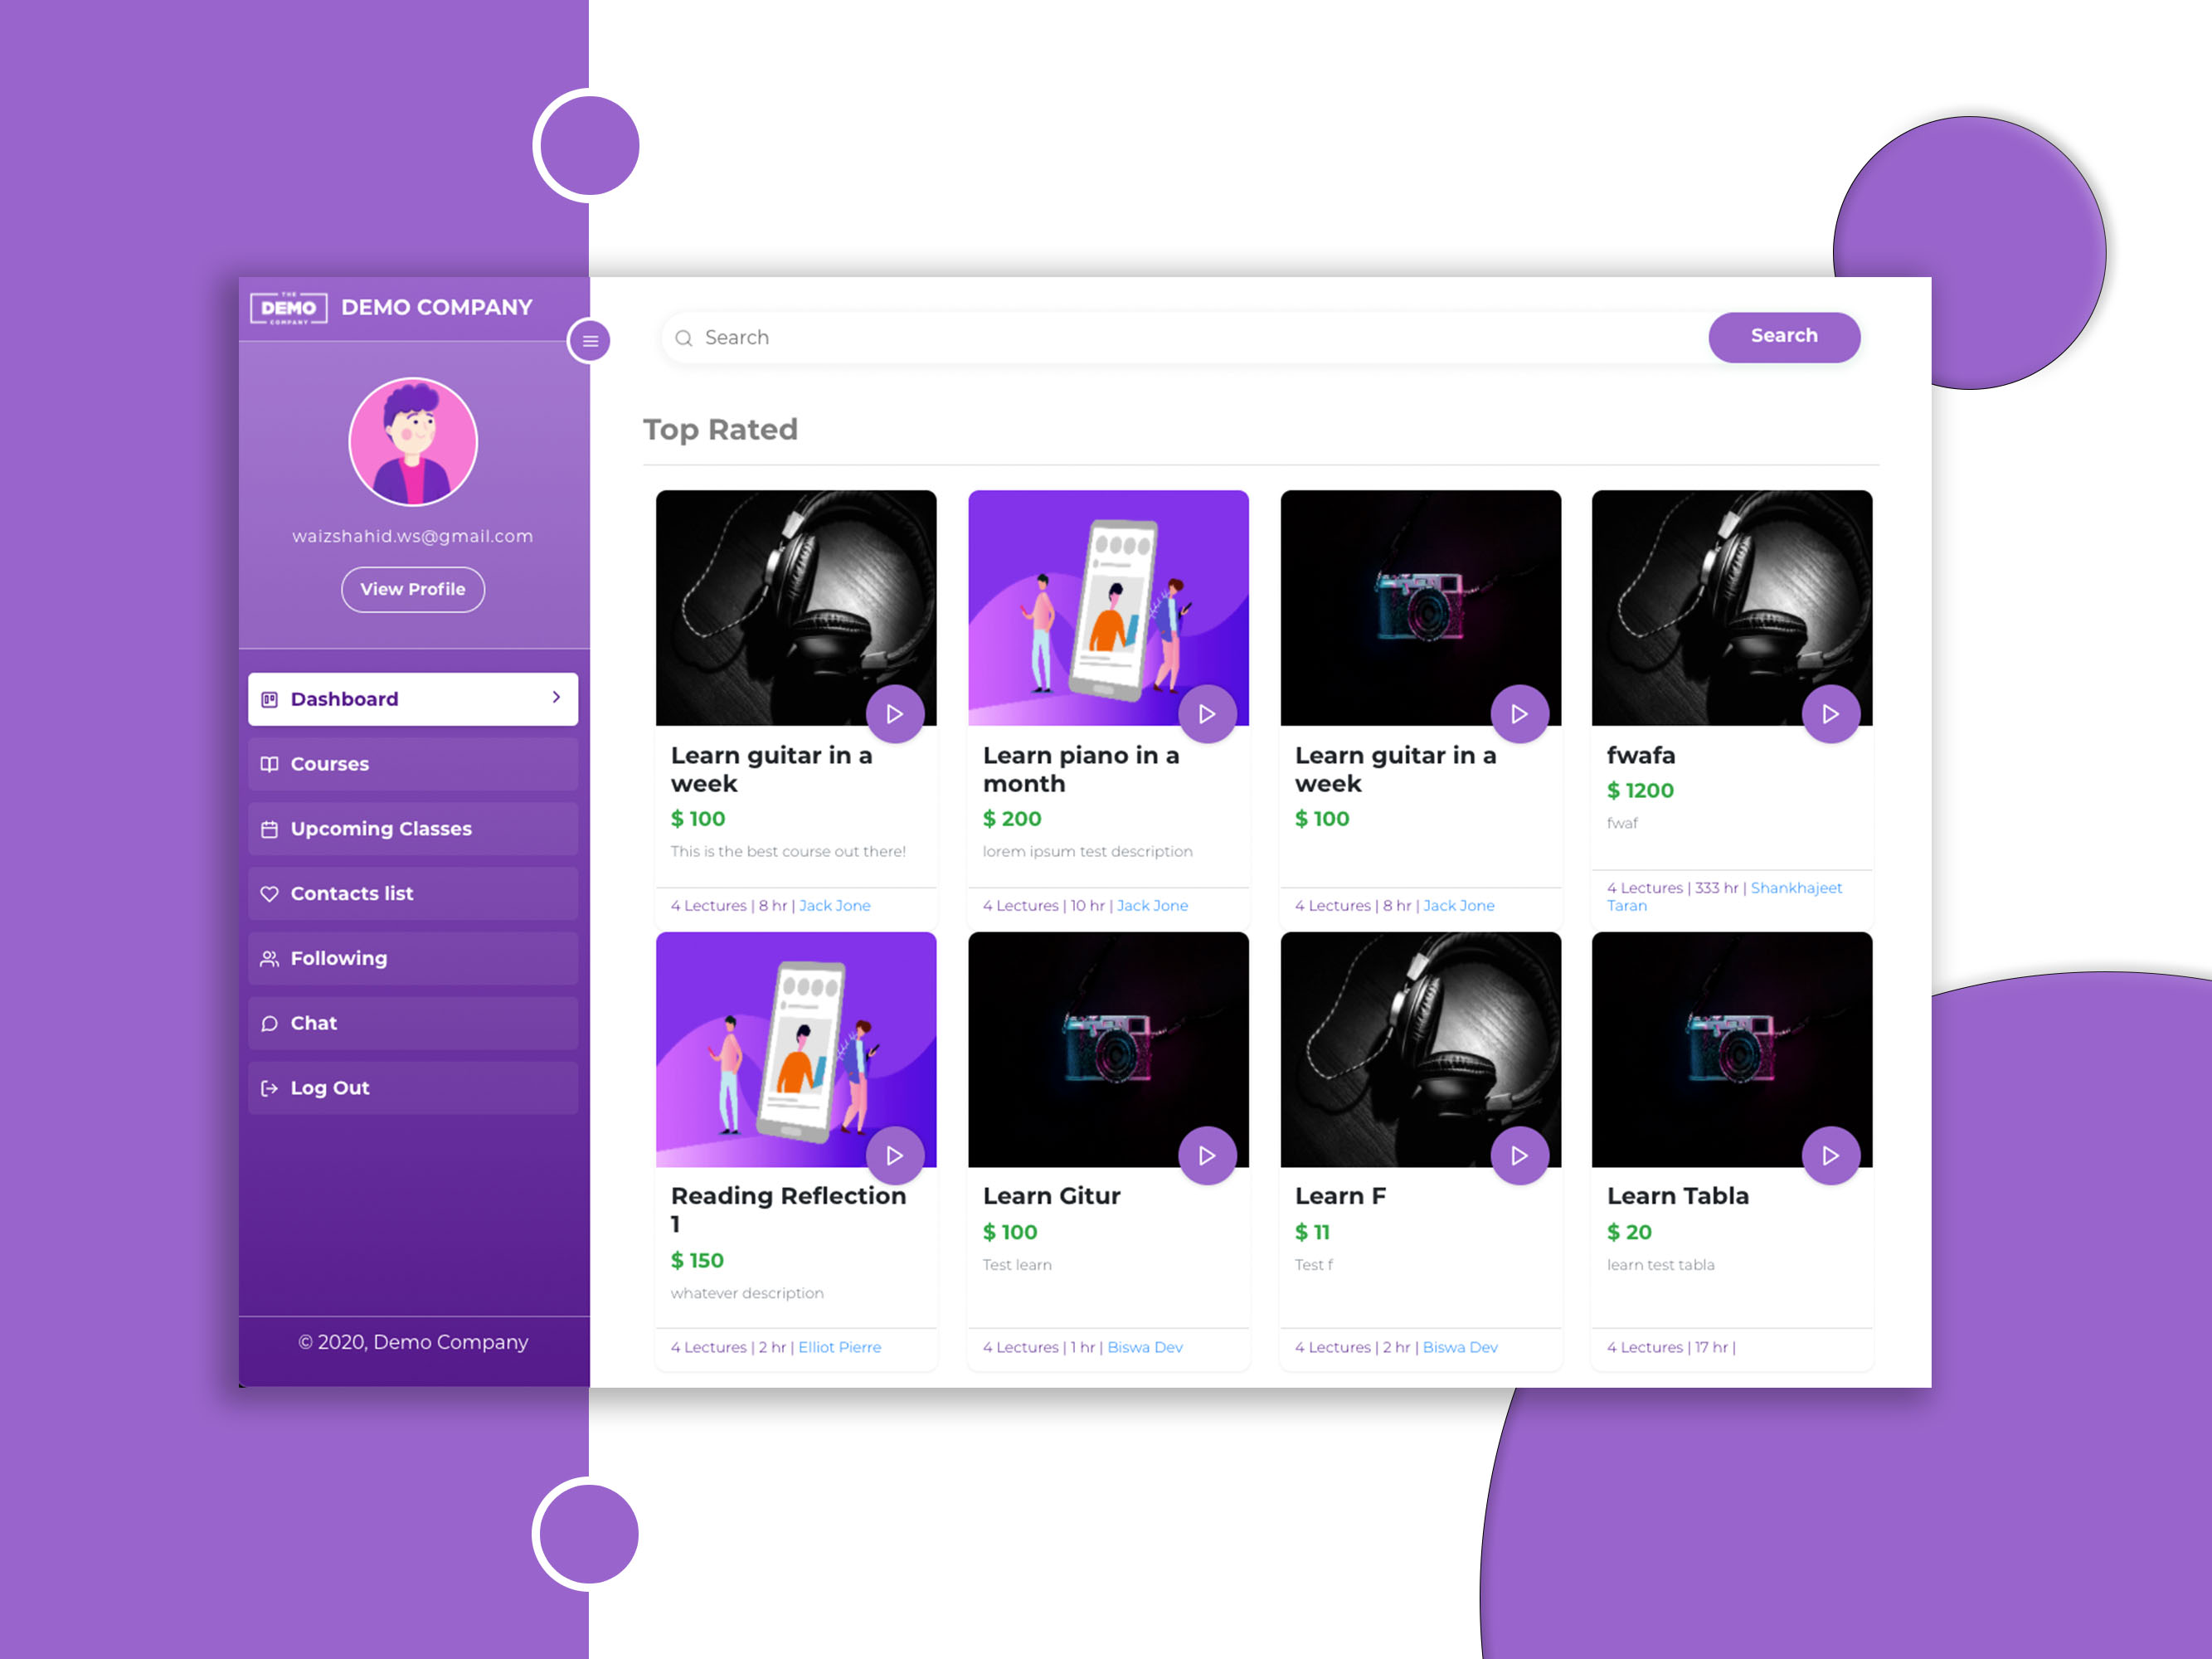 THE
DEMO
COMPANY
DEMO COMPANY
waizshahid.ws@gmail.com
View Profile
Dashboard
Courses
Upcoming Classes
Contacts list
Following
Chat
Log Out
© 2020, Demo Company
Search
Search
Top Rated
Learn guitar in a
week
$ 100
This is the best course out there!
4 Lectures | 8 hr | Jack Jone
Learn piano in a
month
$ 200
lorem ipsum test description
4 Lectures | 10 hr | Jack Jone
Learn guitar in a
week
$ 100
4 Lectures | 8 hr | Jack Jone
fwafa
$ 1200
fwaf
4 Lectures | 333 hr | Shankhajeet
Taran
Reading Reflection
1
$ 150
whatever description
4 Lectures | 2 hr | Elliot Pierre
Learn Gitur
$ 100
Test learn
4 Lectures | 1 hr | Biswa Dev
Learn F
$ 11
Test f
4 Lectures | 2 hr | Biswa Dev
Learn Tabla
$ 20
learn test tabla
4 Lectures | 17 hr |